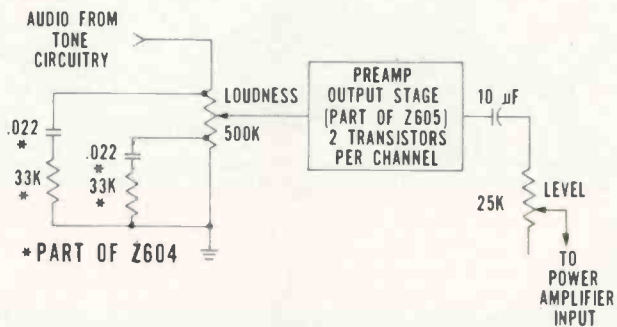 AUDIO FROM
TONE
CIRCUITRY
LOUDNESS
500K
.022
*
33K
*
.022
*
33K
*
*PART OF Z604
PREAMP
OUTPUT STAGE
(PART OF Z605)
2 TRANSISTORS
PER CHANNEL
10 µF
LEVEL
25K
TO
POWER
AMPLIFIER
INPUT